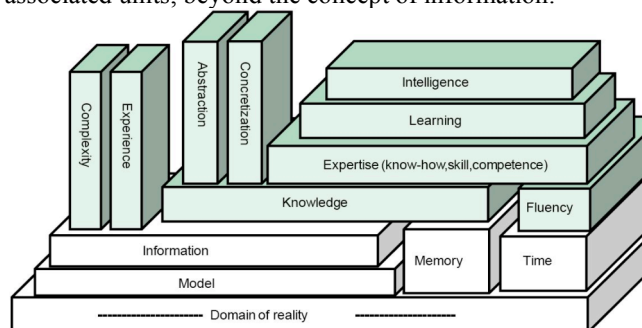 associated units, beyond the concept of information.
Complexity
Experience
Abstraction
Concretization
Intelligence
Learning
Expertise (know-how,skill,competence)
Knowledge
Fluency
Information
Memory
Time
Model
Domain of reality